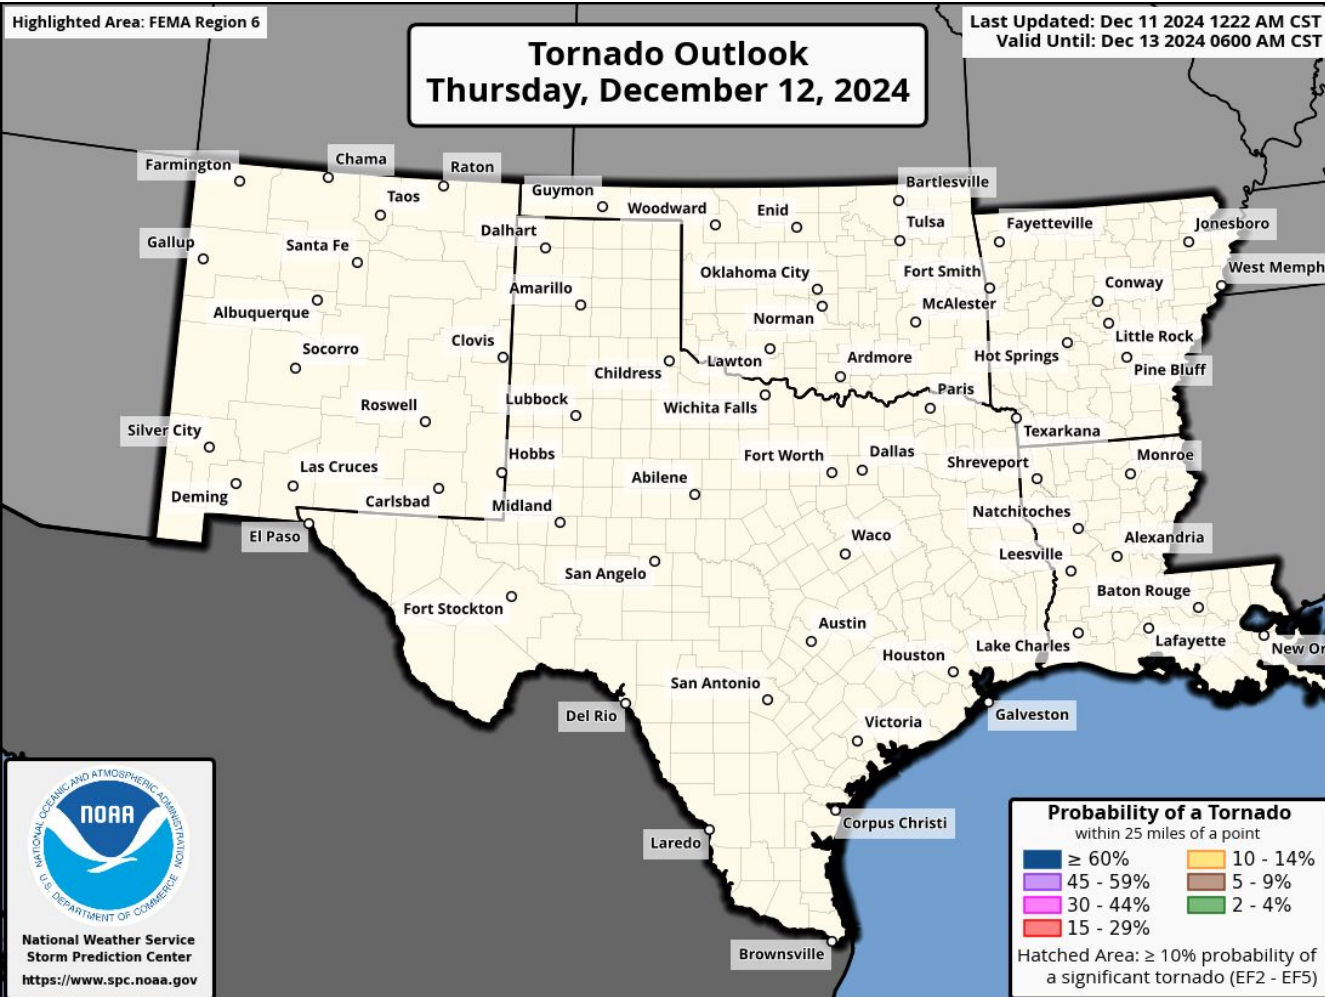 Highlighted Area: FEMA Region 6
Last Updated: Dec 11 2024 1222 AM CST
Valid Until: Dec 13 2024 0600 AM CST
Tornado Outlook
Thursday, December 12, 2024
Farmington
Chama
Raton
Taos
Guymon
Woodward
Enid
Bartlesville
Tulsa
Fayetteville
Jonesboro
Gallup
Santa Fe
Dalhart
Oklahoma City
Fort Smith
West Memph
Amarillo
Conway
Albuquerque
Norman
McAlester
Socorro
Clovis
Little Rock
Childress
Lawton
Ardmore
Hot Springs
Pine Bluff
Roswell
Lubbock
Wichita Falls
Paris
Silver City
Texarkana
Las Cruces
Hobbs
Fort Worth
Dallas
Shreveport
Monroe
Deming
Carlsbad
Midland
Abilene
Natchitoches
El Paso
Waco
Leesville
Alexandria
San Angelo
Baton Rouge
Fort Stockton
Austin
Lake Charles
Lafayette
New Or
Houston
San Antonio
Del Rio
Galveston
Victoria
Corpus Christi
Laredo
Brownsville
NATIONAL OCEANIC AND ATMOSPHERIC ADMINISTRATION
NOAA
U.S. DEPARTMENT OF COMMERCE
National Weather Service
Storm Prediction Center
https://www.spc.noaa.gov
Probability of a Tornado
within 25 miles of a point
≥ 60%
10 - 14%
45 - 59%
5 - 9%
30 - 44%
2 - 4%
15 - 29%
Hatched Area: ≥ 10% probability of
a significant tornado (EF2 - EF5)